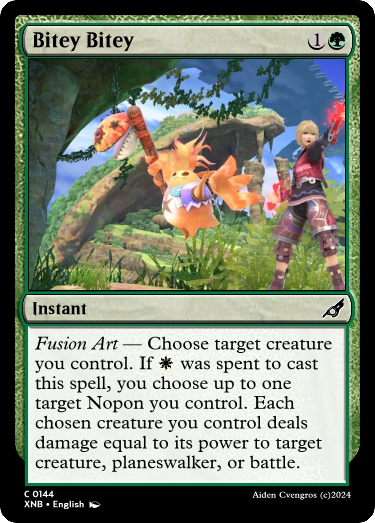 Bitey Bitey 1
Instant
Fusion Art — Choose target creature
you control. If ❋ was spent to cast
this spell, you choose up to one
target Nopon you control. Each
chosen creature you control deals
damage equal to its power to target
creature, planeswalker, or battle.
C 0144
XNB • English Aiden Cvengros (c)2024